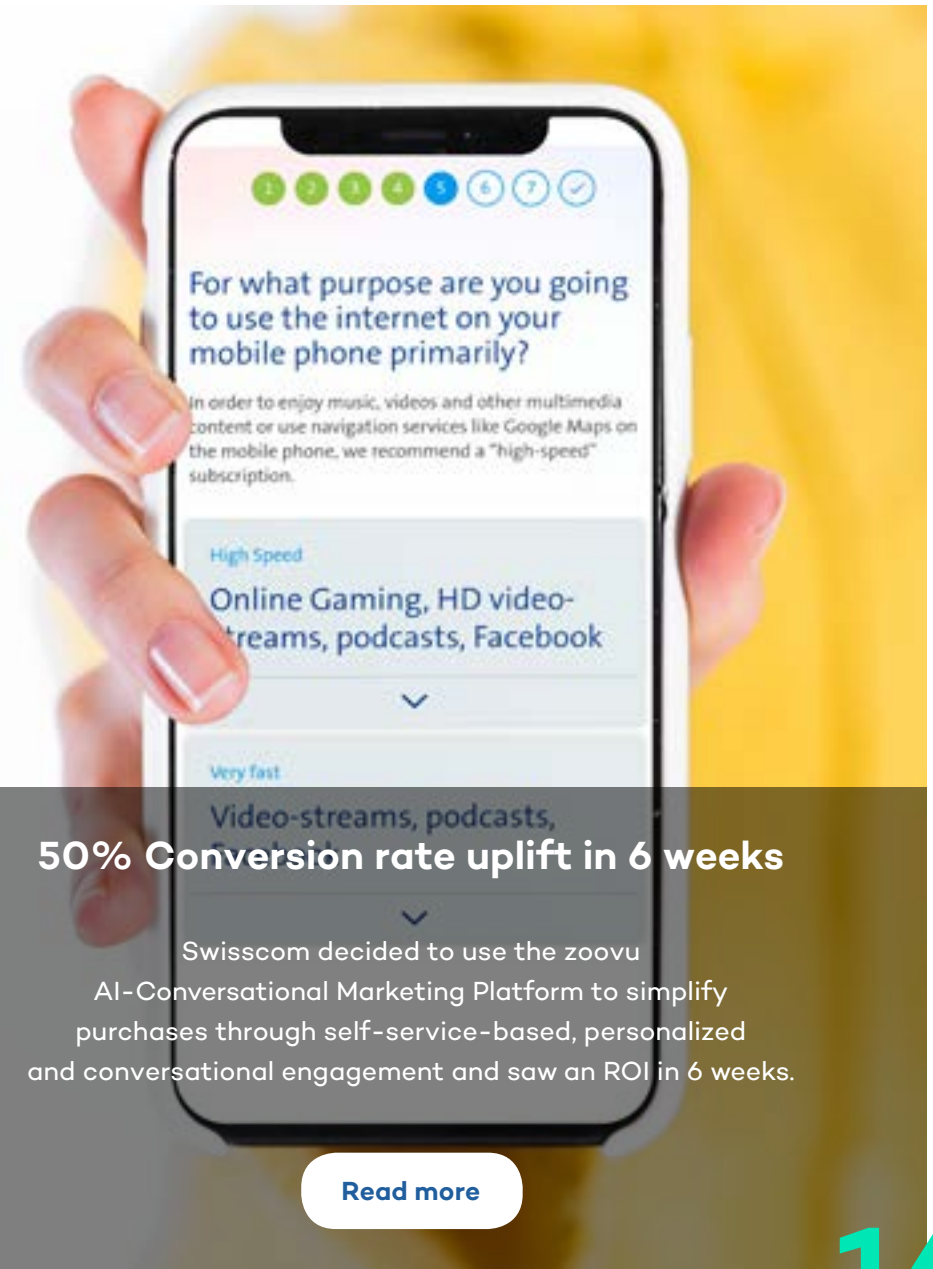 1 2 3 4 5 6 7
For what purpose are you going
to use the internet on your
mobile phone primarily?
In order to enjoy music, videos and other multimedia
content or use navigation services like Google Maps on
the mobile phone, we recommend a "high-speed"
subscription.
High Speed
Online Gaming, HD video-
streams, podcasts, Facebook
Very fast
Video-streams, podcasts,
50% Conversion rate uplift in 6 weeks
Swisscom decided to use the zoovu
AI-Conversational Marketing Platform to simplify
purchases through self-service-based, personalized
and conversational engagement and saw an ROI in 6 weeks.
Read more